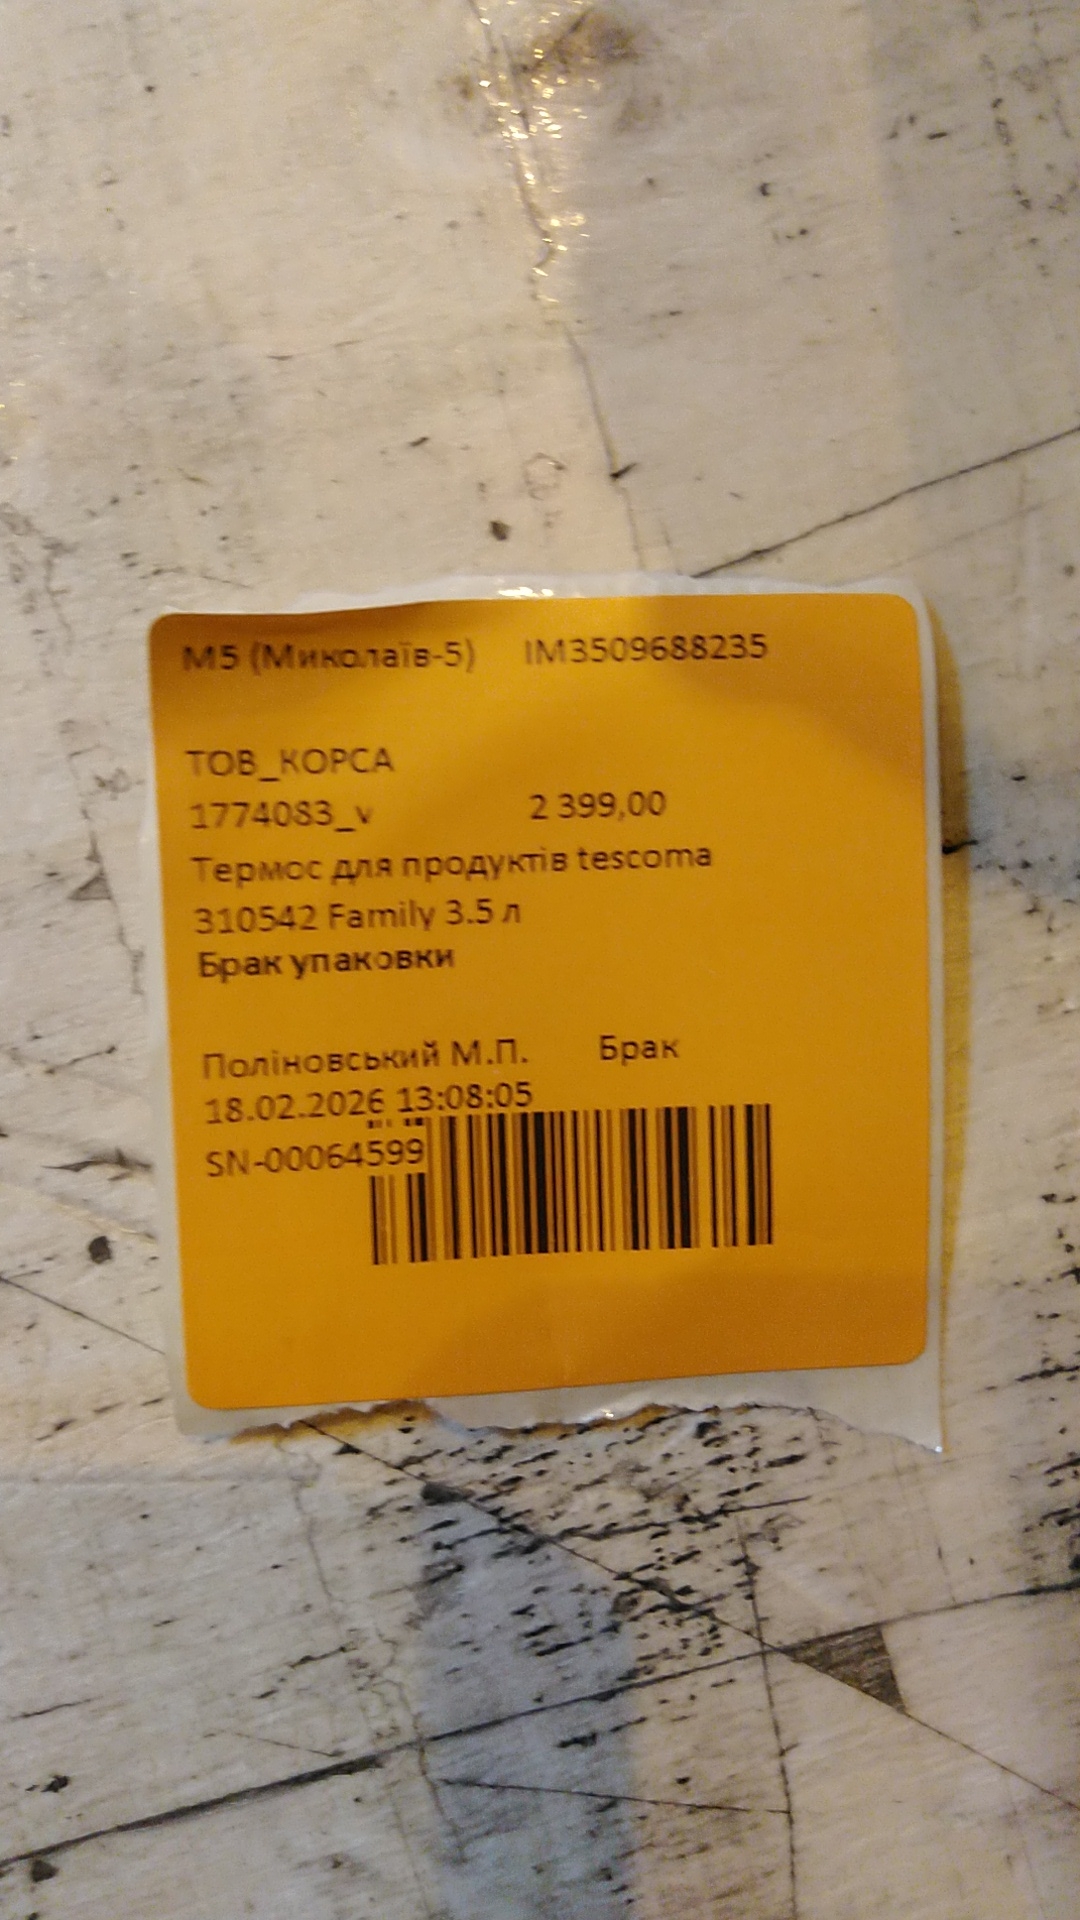 М5 (Миколаїв-5) ІМ3509688235
ТОВ_КОРСА
1774083_v 2 399,00
Термос для продуктів tescoma
310542 Family 3.5 л
Брак упаковки
Поліновський М.П. Брак
18.02.2026 13:08:05
SN-00064599